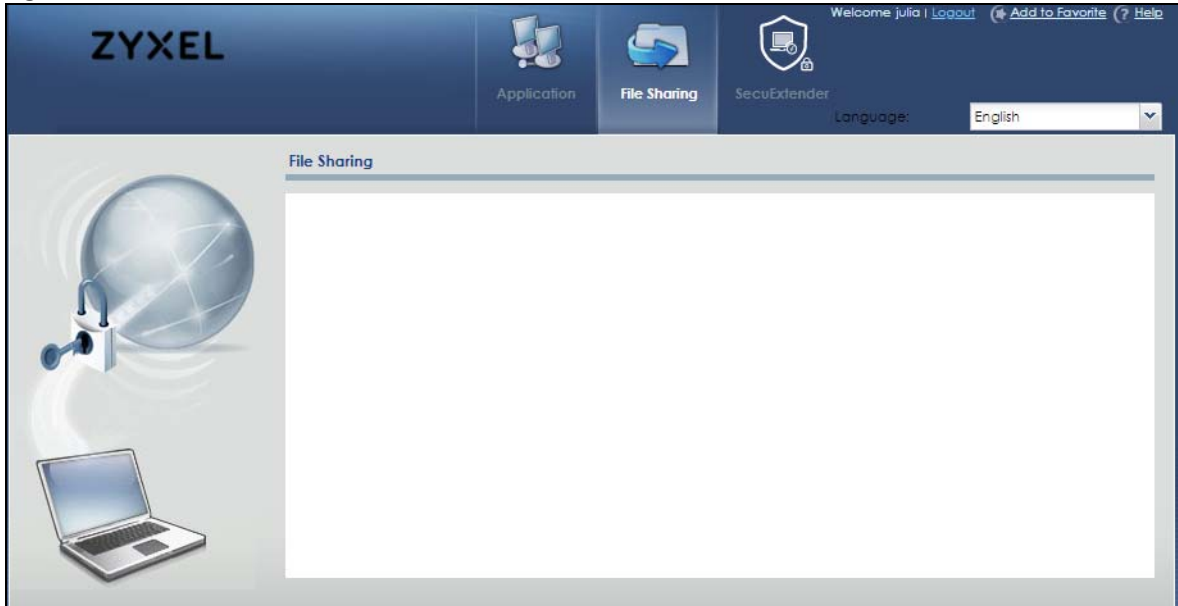 ZYXEL
Welcome julia | Logout Add to Favorite ? Help
Application
File Sharing
SecuExtender
Language: English
File Sharing